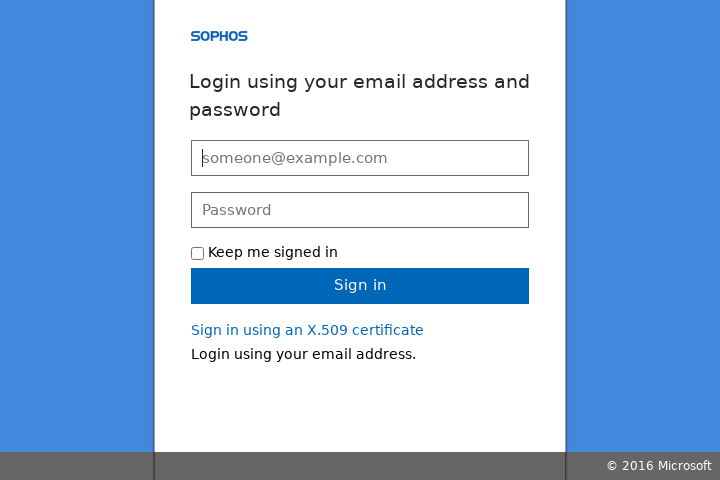 SOPHOS
Login using your email address and
password
someone@example.com
Password
Keep me signed in
Sign in
Sign in using an X.509 certificate
Login using your email address.
© 2016 Microsoft